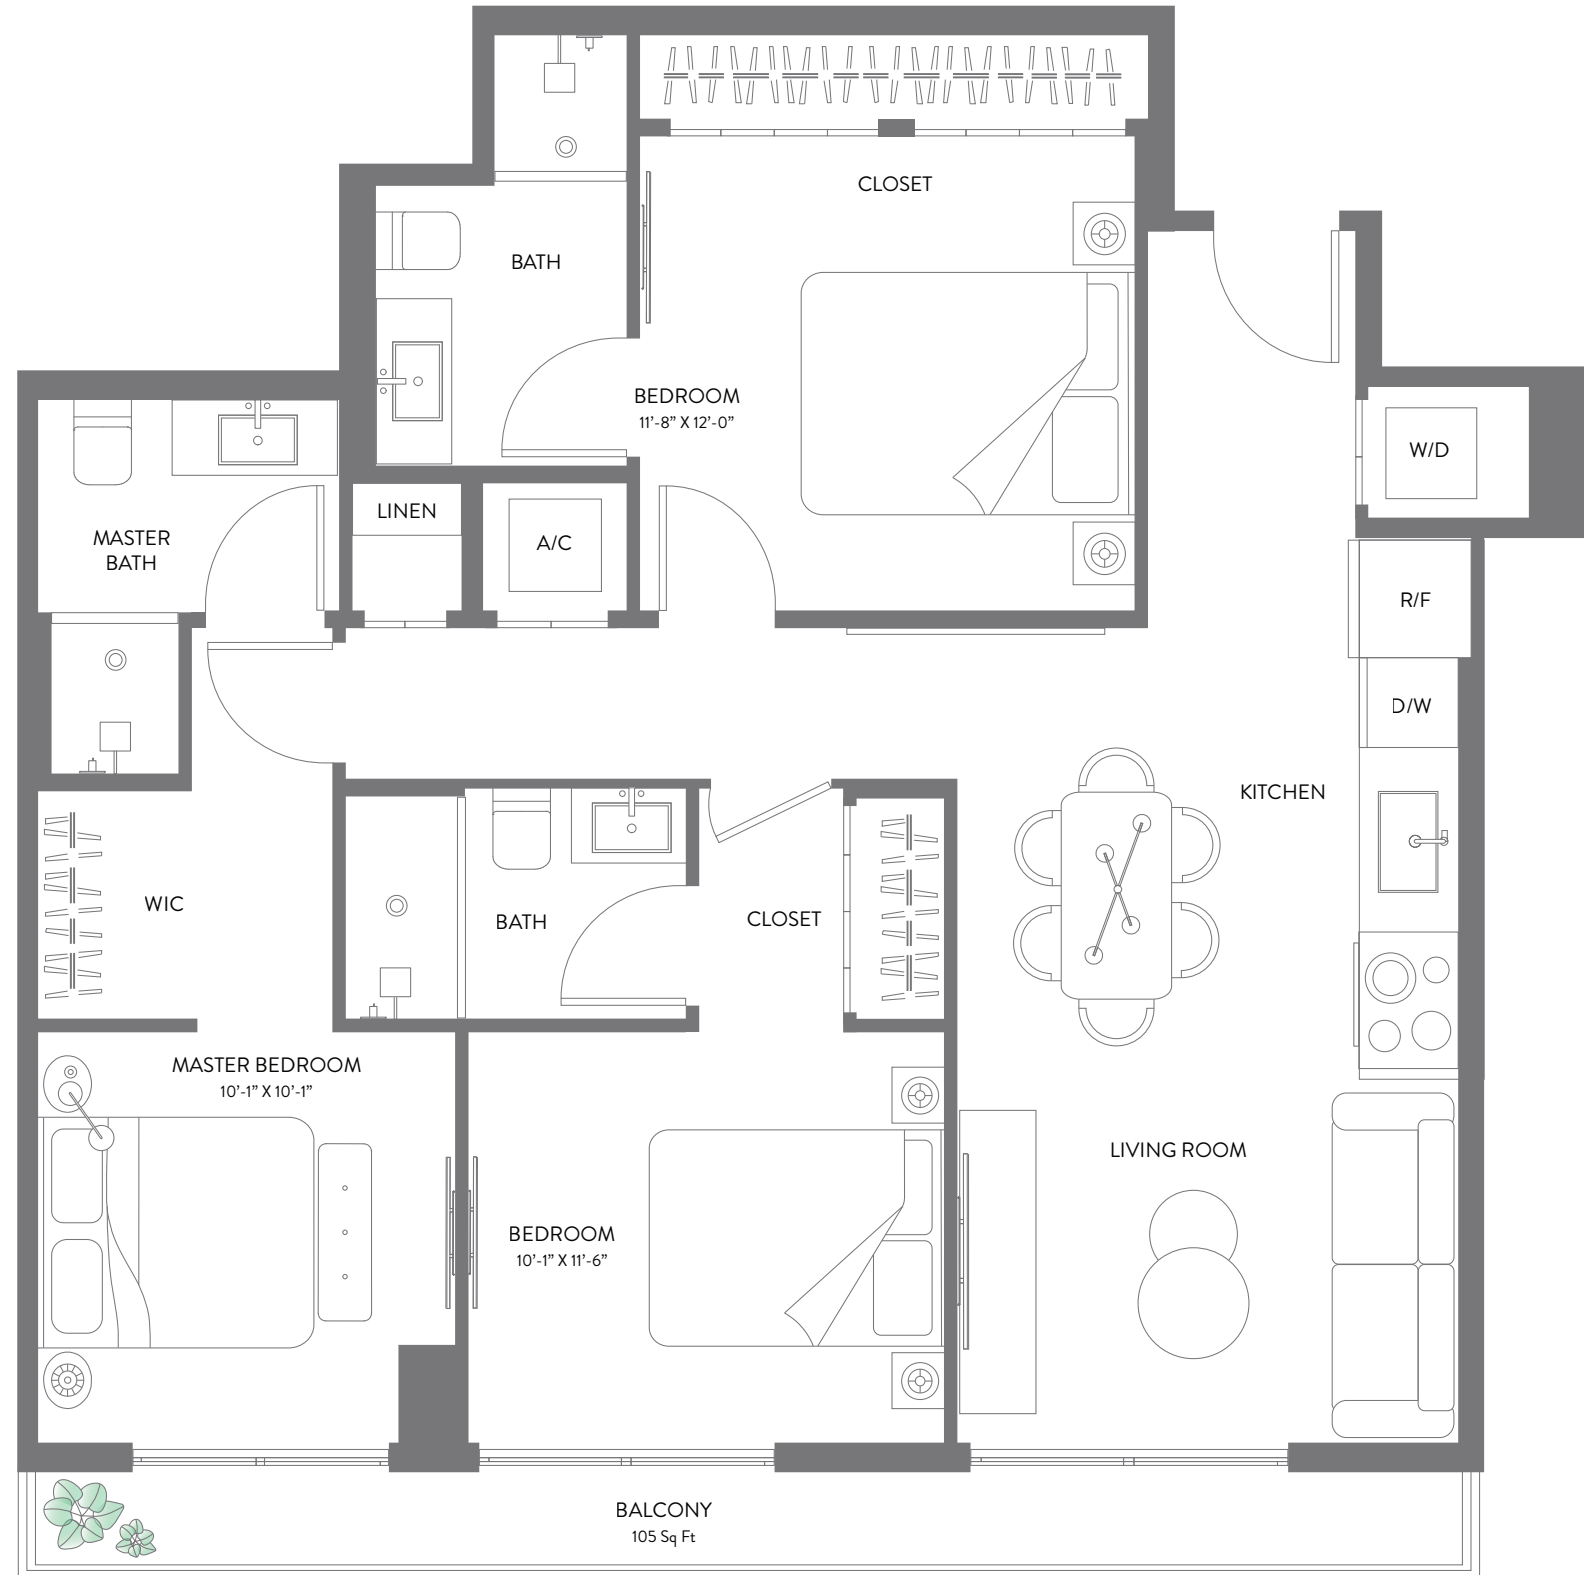 CLOSET
BATH
BEDROOM
11'-8" X 12'-0"
W/D
LINEN
A/C
MASTER
BATH
R/F
D/W
KITCHEN
WIC
BATH
CLOSET
MASTER BEDROOM
10'-1" X 10'-1"
LIVING ROOM
BEDROOM
10'-1" X 11'-6"
BALCONY
105 Sq Ft